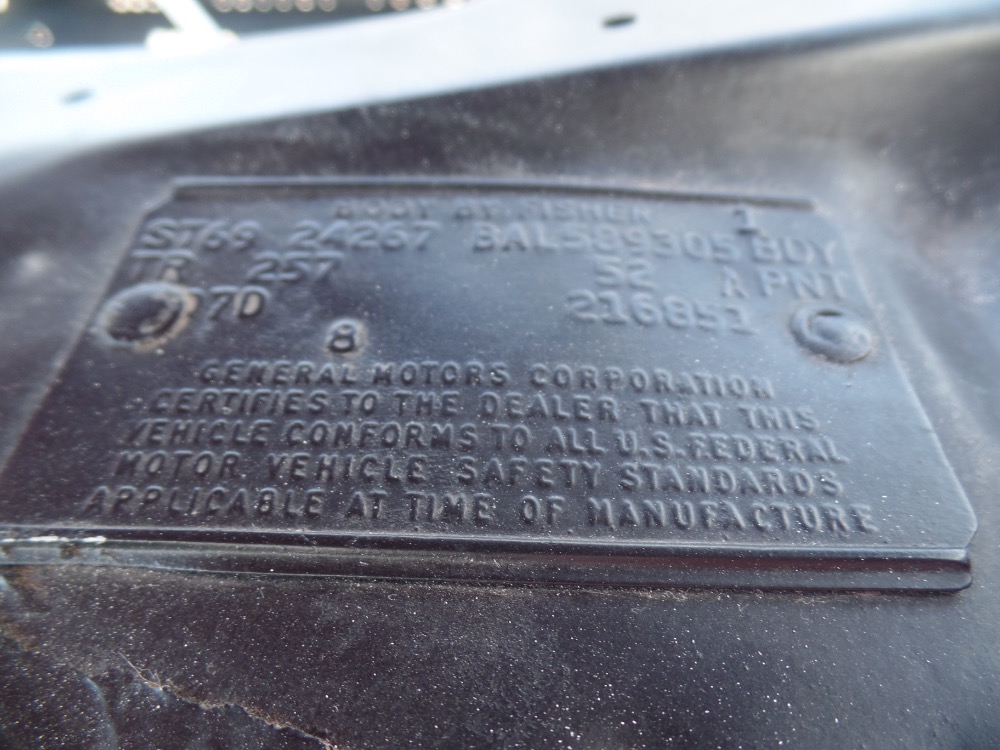 BODY BY FISHER 1
ST69 24267 BAL589305 BDY
TR 257 52 A PNT
07D 216851
8
GENERAL MOTORS CORPORATION
CERTIFIES TO THE DEALER THAT THIS
VEHICLE CONFORMS TO ALL U.S. FEDERAL
MOTOR VEHICLE SAFETY STANDARDS
APPLICABLE AT TIME OF MANUFACTURE